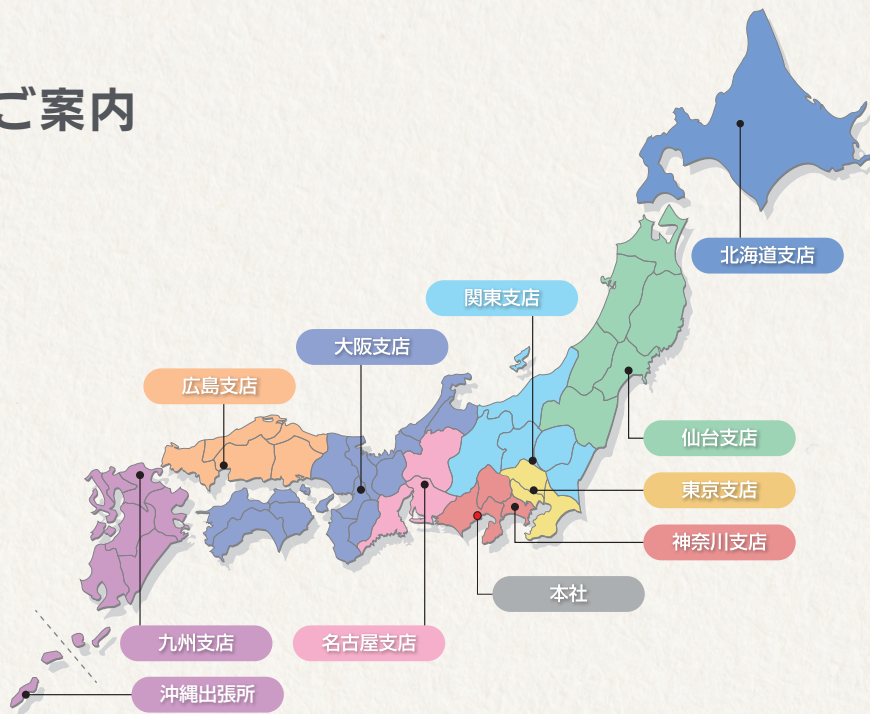 ご案内
北海道支店
関東支店
大阪支店
広島支店
仙台支店
東京支店
神奈川支店
本社
九州支店
名古屋支店
沖縄出張所